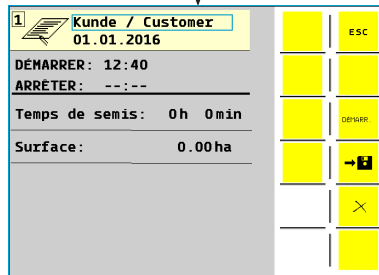 1
Kunde / Customer
01.01.2016
DÉMARRER: 12:40
ARRÊTER: --:--
Temps de semis: 0h 0min
Surface: 0.00ha
ESC
DÉMARR.